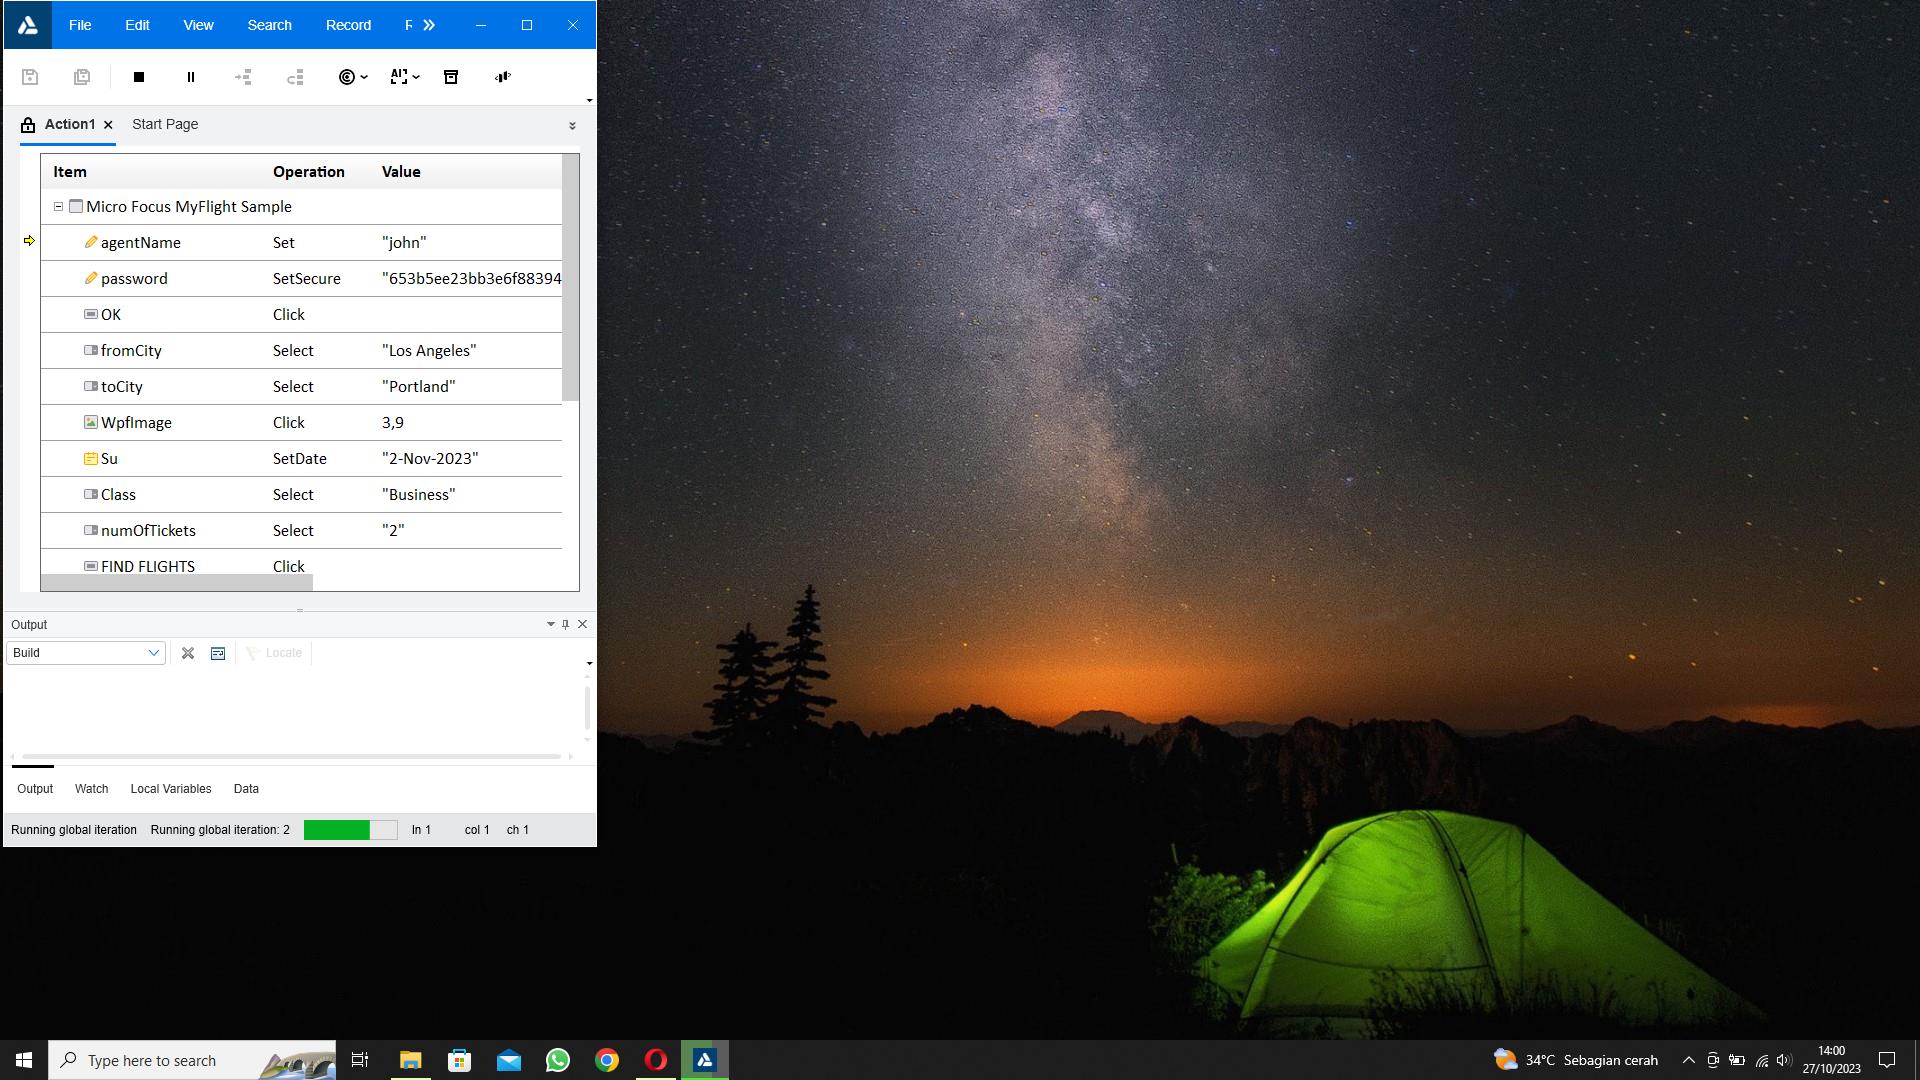 File Edit View Search Record
Action1 Start Page
Item Operation Value
Micro Focus MyFlight Sample
agentName Set "john"
password SetSecure "653b5ee23bb3e6f88394
OK Click
fromCity Select "Los Angeles"
toCity Select "Portland"
WpfImage Click 3,9
Su SetDate "2-Nov-2023"
Class Select "Business"
numOfTickets Select "2"
FIND FLIGHTS Click
Output
Build Locate
Output Watch Local Variables Data
Running global iteration Running global iteration: 2 ln 1 col 1 ch 1
Type here to search 34°C Sebagian cerah 14:00
27/10/2023